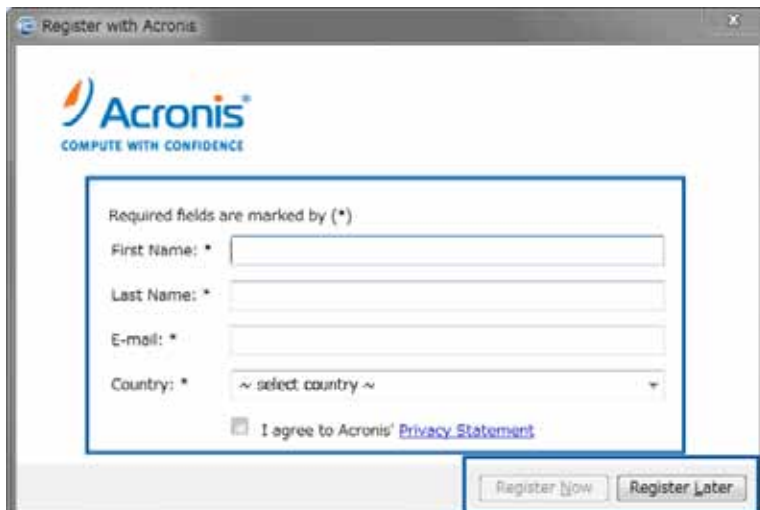 Register with Acronis
Acronis®
COMPUTE WITH CONFIDENCE
Required fields are marked by (*)
First Name: *
Last Name: *
E-mail: *
Country: *
~ select country ~
I agree to Acronis' Privacy Statement
Register Now
Register Later